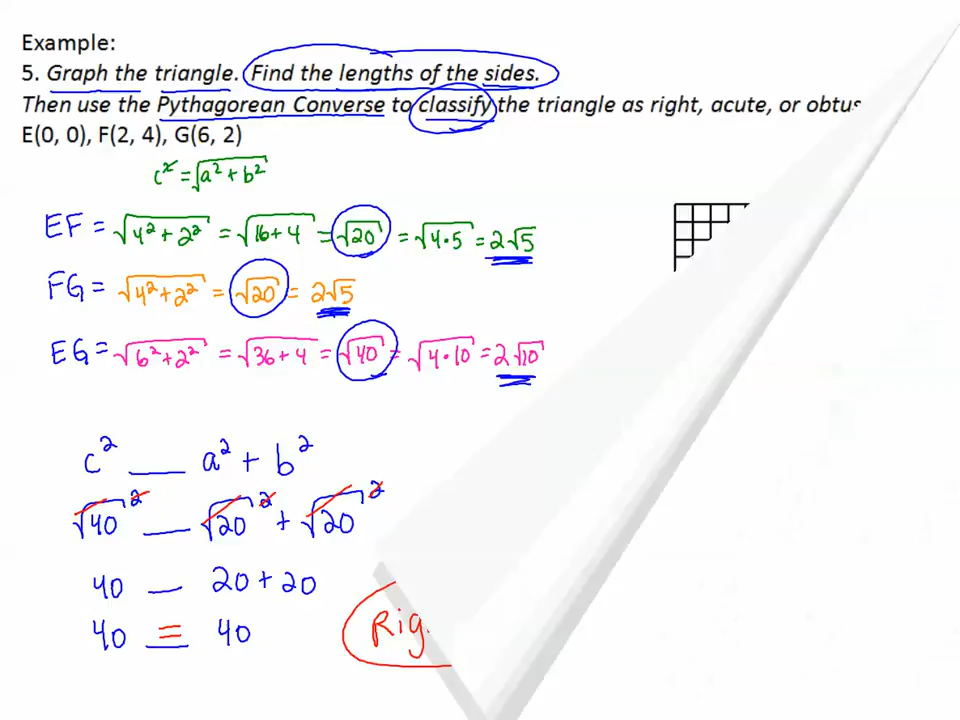 Example:
5. Graph the triangle. Find the lengths of the sides.
Then use the Pythagorean Converse to classify the triangle as right, acute, or obtus
E(0, 0), F(2, 4), G(6, 2)
c² = √(a² + b²)
EF = √(4² + 2²) = √(16 + 4) = √20 = √(4 • 5) = 2√5
FG = √(4² + 2²) = √20 = 2√5
EG = √(6² + 2²) = √(36 + 4) = √40 = √(4 • 10) = 2√10
c² __ a² + b²
√40² __ √20² + √20²
40 __ 20 + 20
40 = 40 Rig